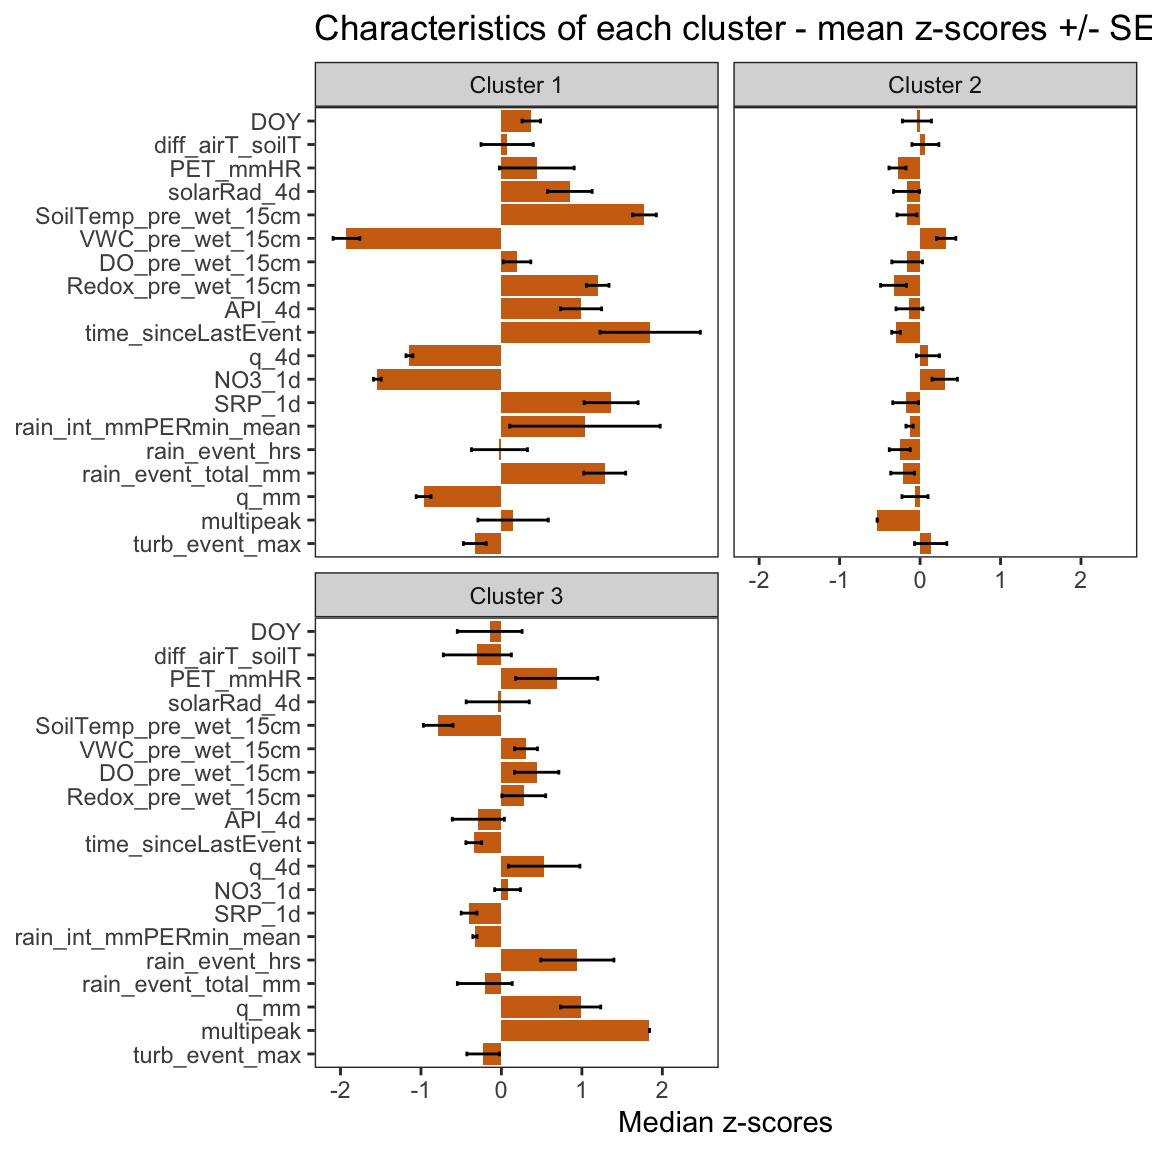 Characteristics of each cluster - mean z-scores +/- SE
Cluster 1
Cluster 2
DOY
diff_airT_soilT
PET_mmHR
solarRad_4d
SoilTemp_pre_wet_15cm
VWC_pre_wet_15cm
DO_pre_wet_15cm
Redox_pre_wet_15cm
API_4d
time_sinceLastEvent
q_4d
NO3_1d
SRP_1d
rain_int_mmPERmin_mean
rain_event_hrs
rain_event_total_mm
q_mm
multipeak
turb_event_max
-2 -1 0 1 2
Cluster 3
DOY
diff_airT_soilT
PET_mmHR
solarRad_4d
SoilTemp_pre_wet_15cm
VWC_pre_wet_15cm
DO_pre_wet_15cm
Redox_pre_wet_15cm
API_4d
time_sinceLastEvent
q_4d
NO3_1d
SRP_1d
rain_int_mmPERmin_mean
rain_event_hrs
rain_event_total_mm
q_mm
multipeak
turb_event_max
-2 -1 0 1 2
Median z-scores